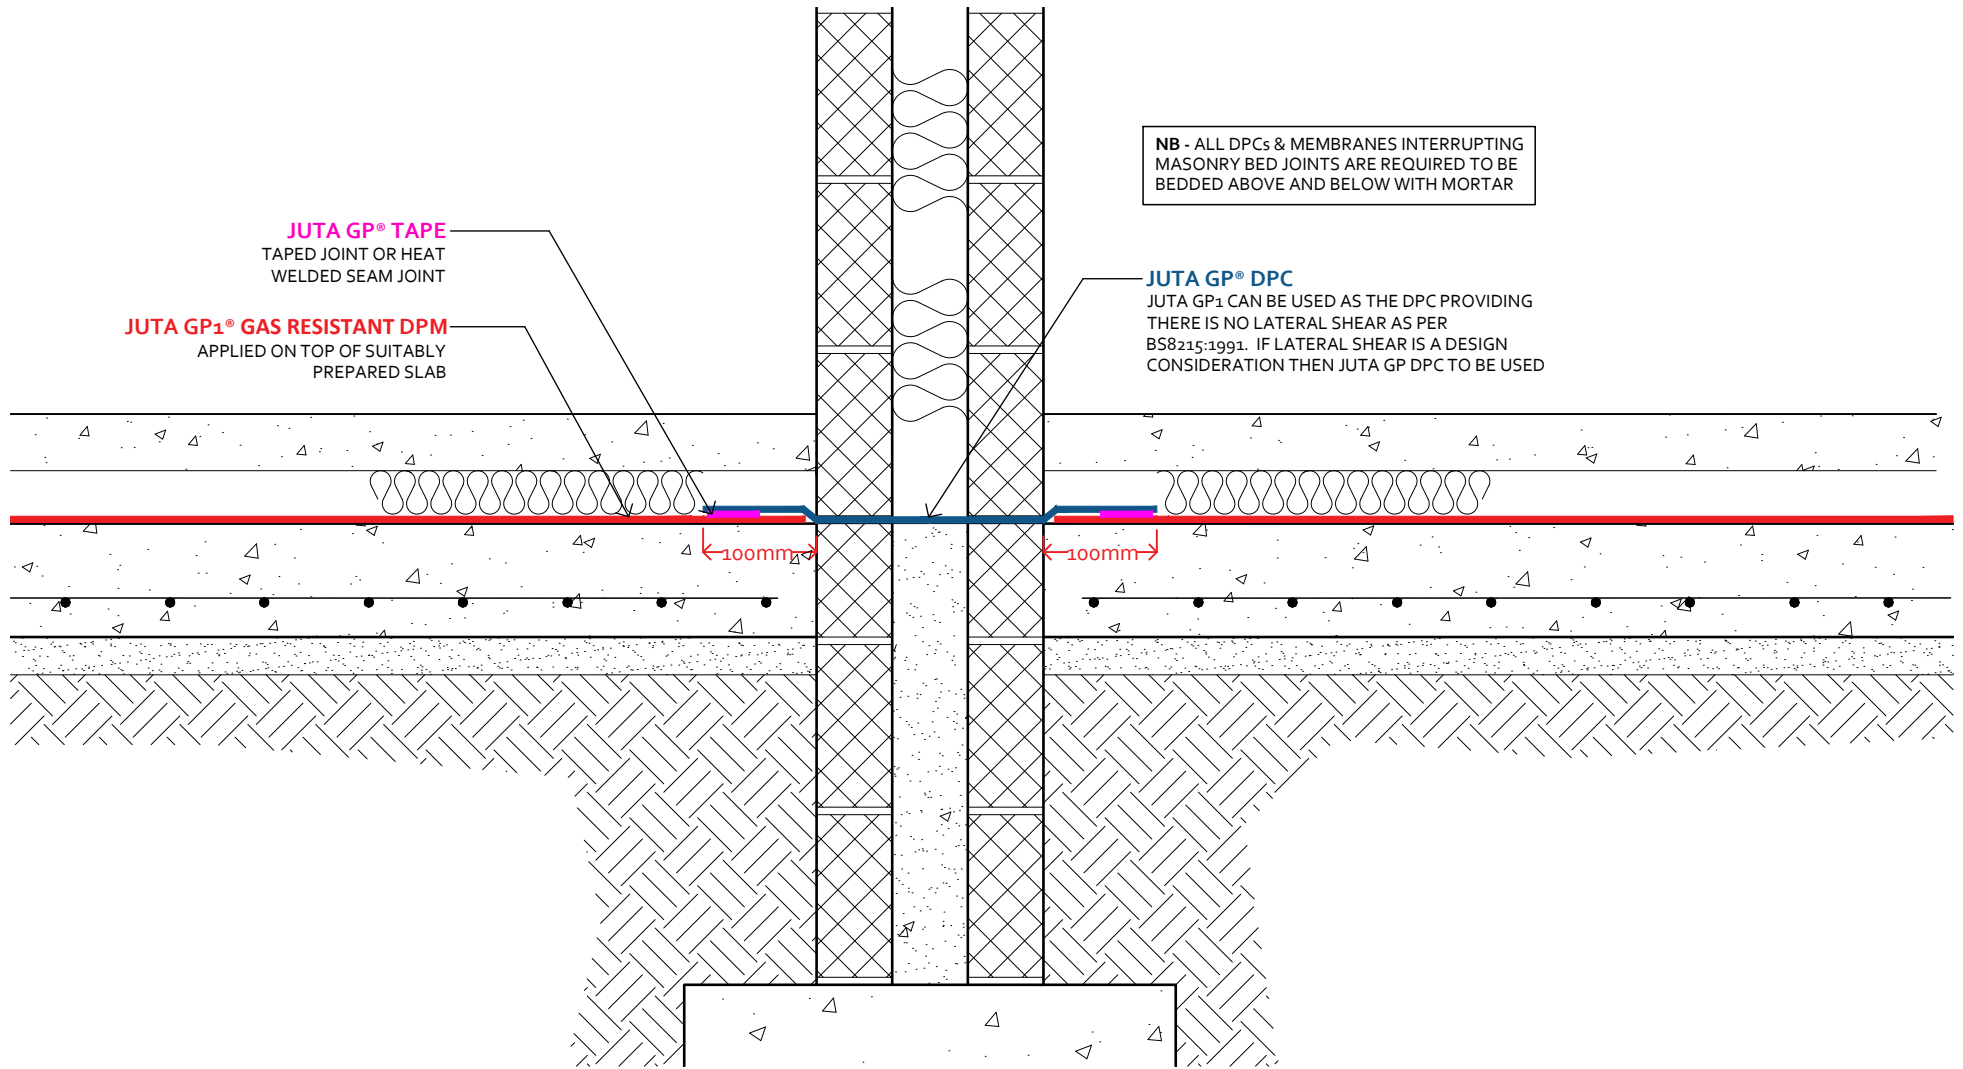 NB - ALL DPCs & MEMBRANES INTERRUPTING
MASONRY BED JOINTS ARE REQUIRED TO BE
BEDDED ABOVE AND BELOW WITH MORTAR
JUTA GP® TAPE
TAPED JOINT OR HEAT
WELDED SEAM JOINT
JUTA GP1® GAS RESISTANT DPM
APPLIED ON TOP OF SUITABLY
PREPARED SLAB
JUTA GP® DPC
JUTA GP1 CAN BE USED AS THE DPC PROVIDING
THERE IS NO LATERAL SHEAR AS PER
BS8215:1991. IF LATERAL SHEAR IS A DESIGN
CONSIDERATION THEN JUTA GP DPC TO BE USED
100mm
100mm